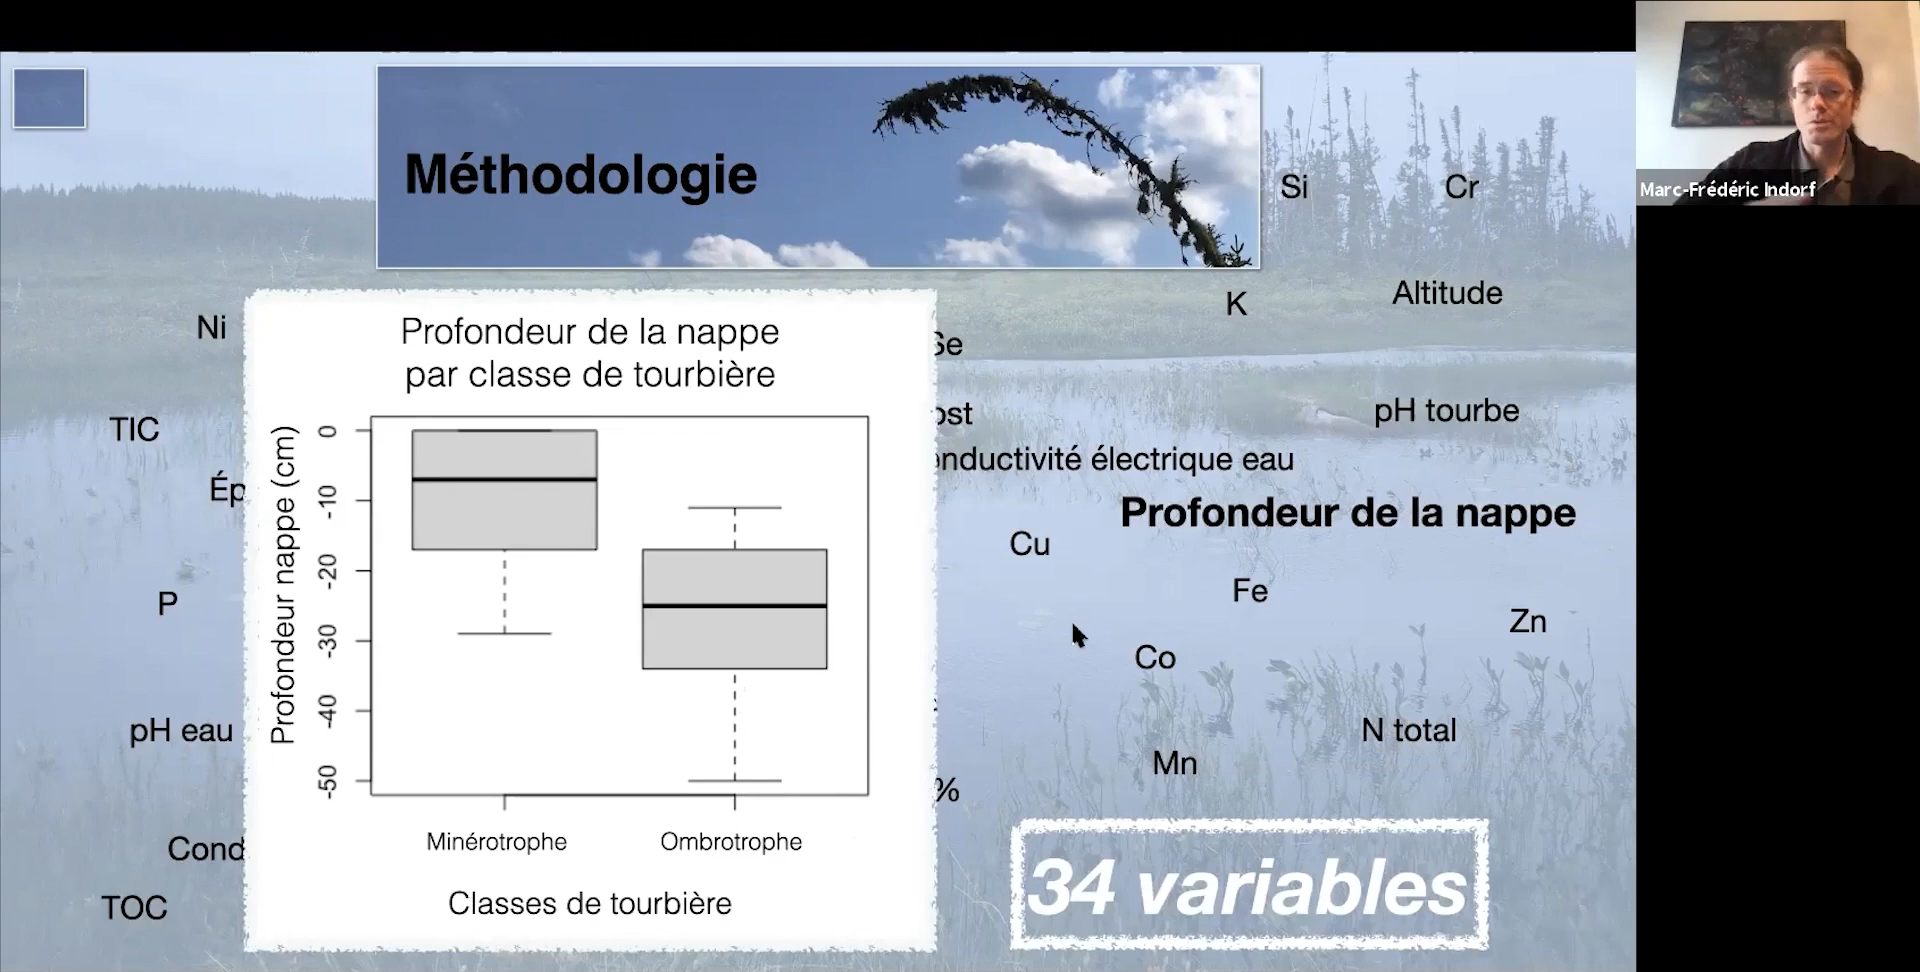 Méthodologie
Marc-Frédéric Indorf
Si
Cr
K
Altitude
Ni
Profondeur de la nappe
par classe de tourbière
pH tourbe
TIC
onductivité électrique eau
Profondeur de la nappe
Cu
Fe
Zn
P
Co
pH eau
N total
Mn
%
Cond
TOC
34 variables
Profondeur nappe (cm)
0
-10
-20
-30
-40
-50
Minérotrophe
Ombrotrophe
Classes de tourbière